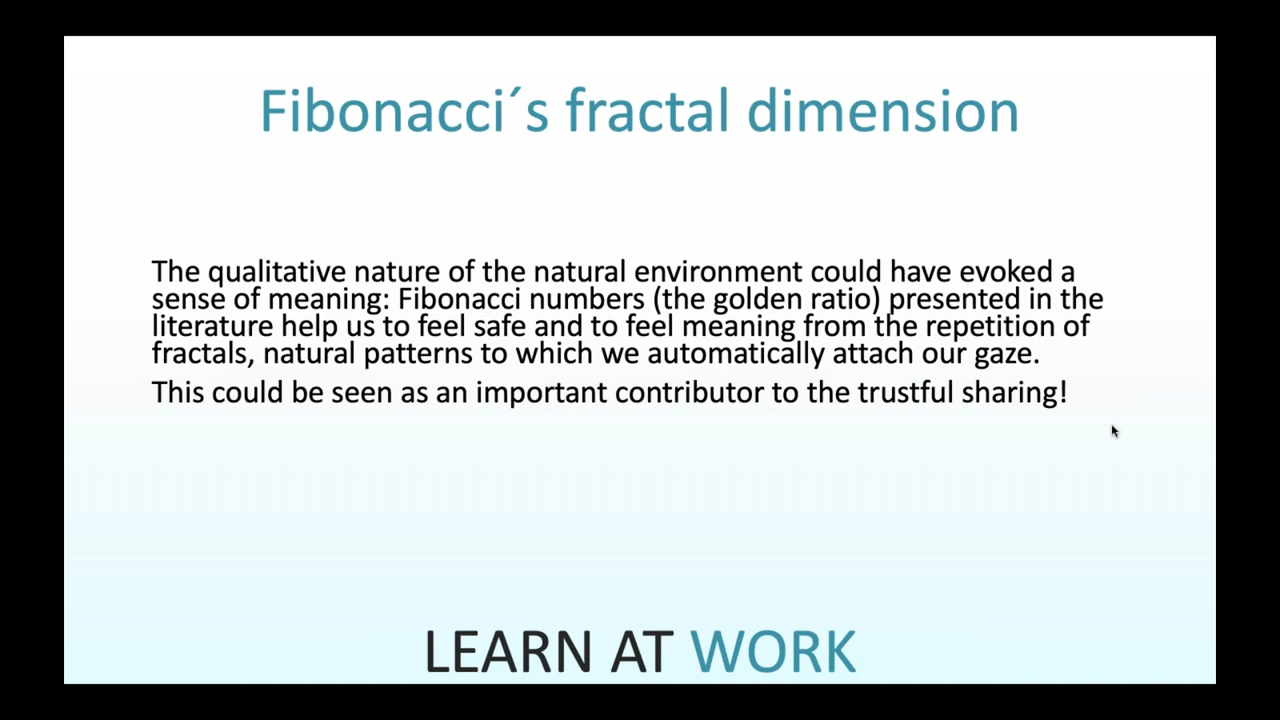 Fibonacci´s fractal dimension
The qualitative nature of the natural environment could have evoked a
sense of meaning: Fibonacci numbers (the golden ratio) presented in the
literature help us to feel safe and to feel meaning from the repetition of
fractals, natural patterns to which we automatically attach our gaze.
This could be seen as an important contributor to the trustful sharing!
LEARN AT WORK